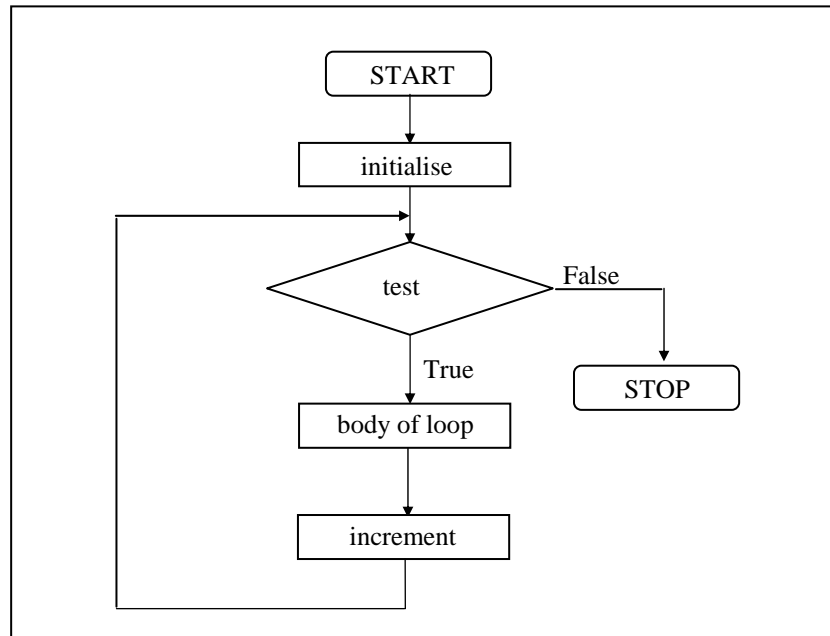 START
initialise
test
False
True
STOP
body of loop
increment